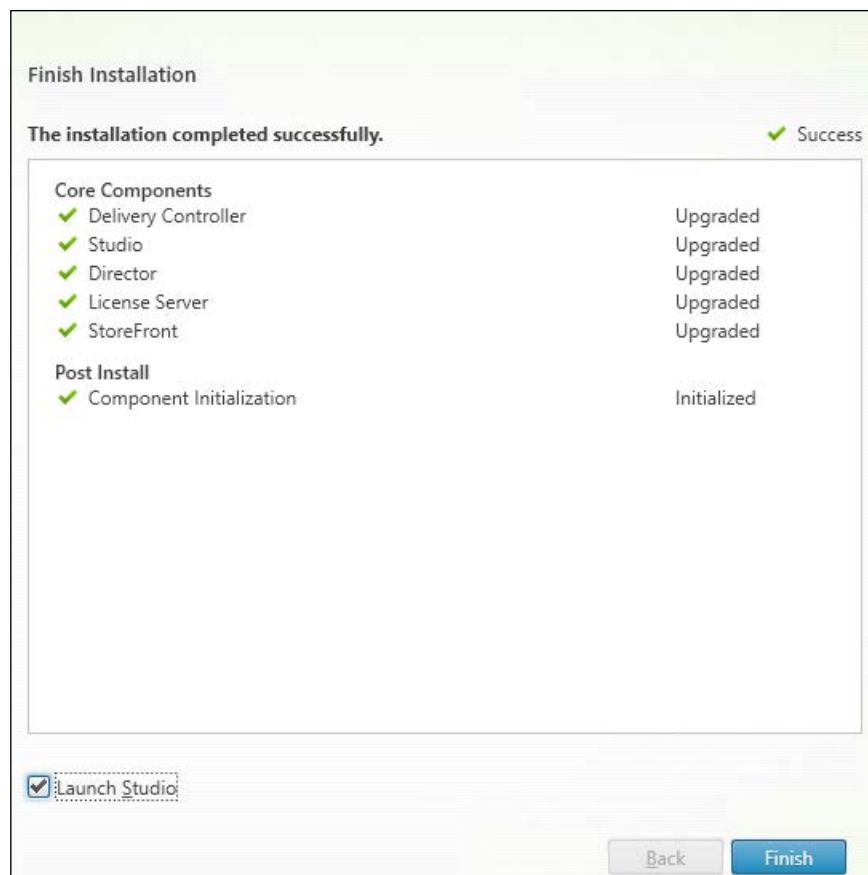 Finish Installation
The installation completed successfully. Success
Core Components
Delivery Controller Upgraded
Studio Upgraded
Director Upgraded
License Server Upgraded
StoreFront Upgraded
Post Install
Component Initialization Initialized
Launch Studio
Back Finish